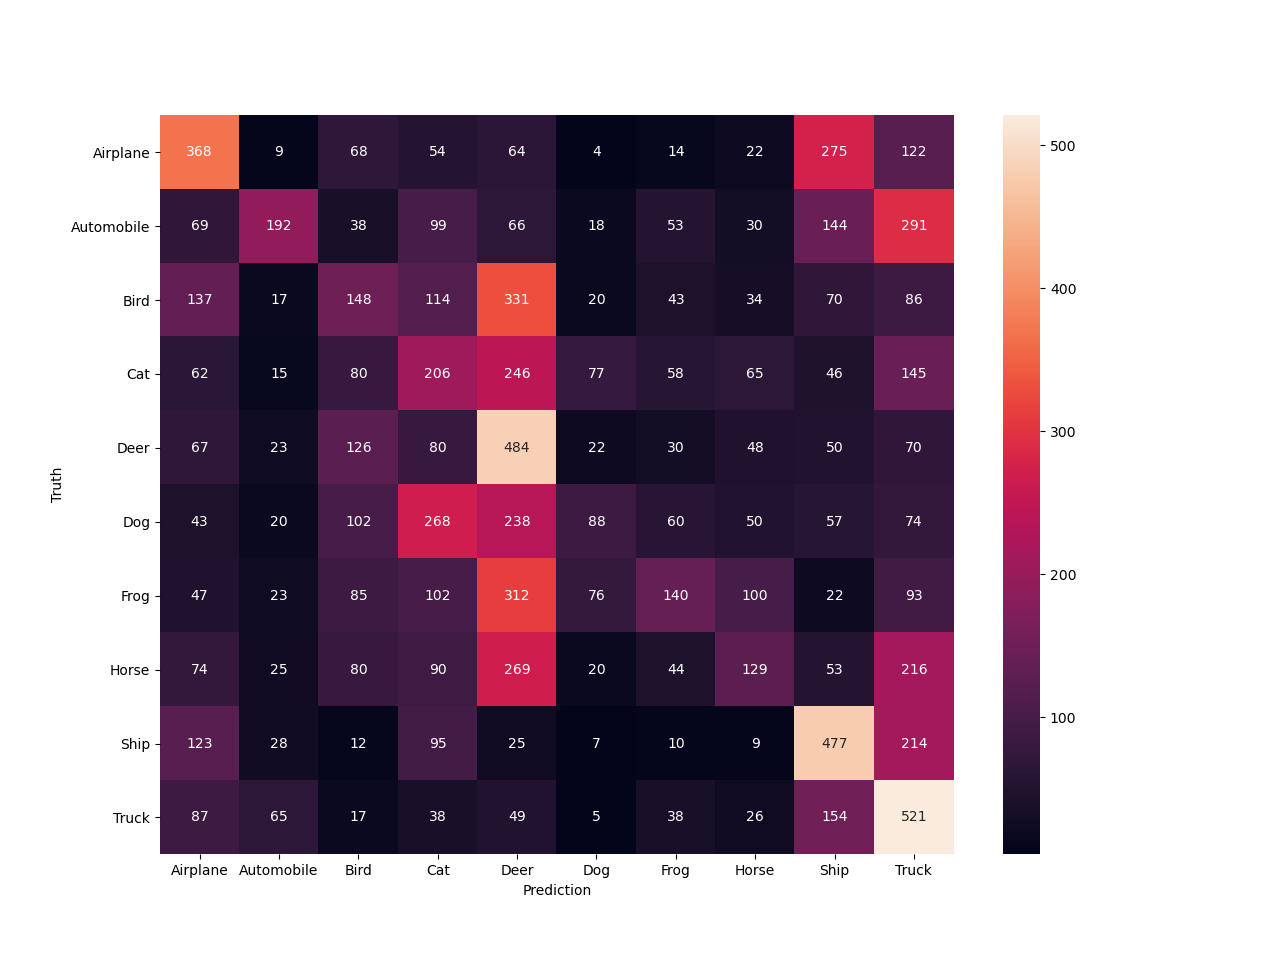 Airplane 368 9 68 54 64 4 14 22 275 122
Automobile 69 192 38 99 66 18 53 30 144 291
Bird 137 17 148 114 331 20 43 34 70 86
Cat 62 15 80 206 246 77 58 65 46 145
Deer 67 23 126 80 484 22 30 48 50 70
Dog 43 20 102 268 238 88 60 50 57 74
Frog 47 23 85 102 312 76 140 100 22 93
Horse 74 25 80 90 269 20 44 129 53 216
Ship 123 28 12 95 25 7 10 9 477 214
Truck 87 65 17 38 49 5 38 26 154 521
Airplane Automobile Bird Cat Deer Dog Frog Horse Ship Truck
Prediction
Truth
500
400
300
200
100